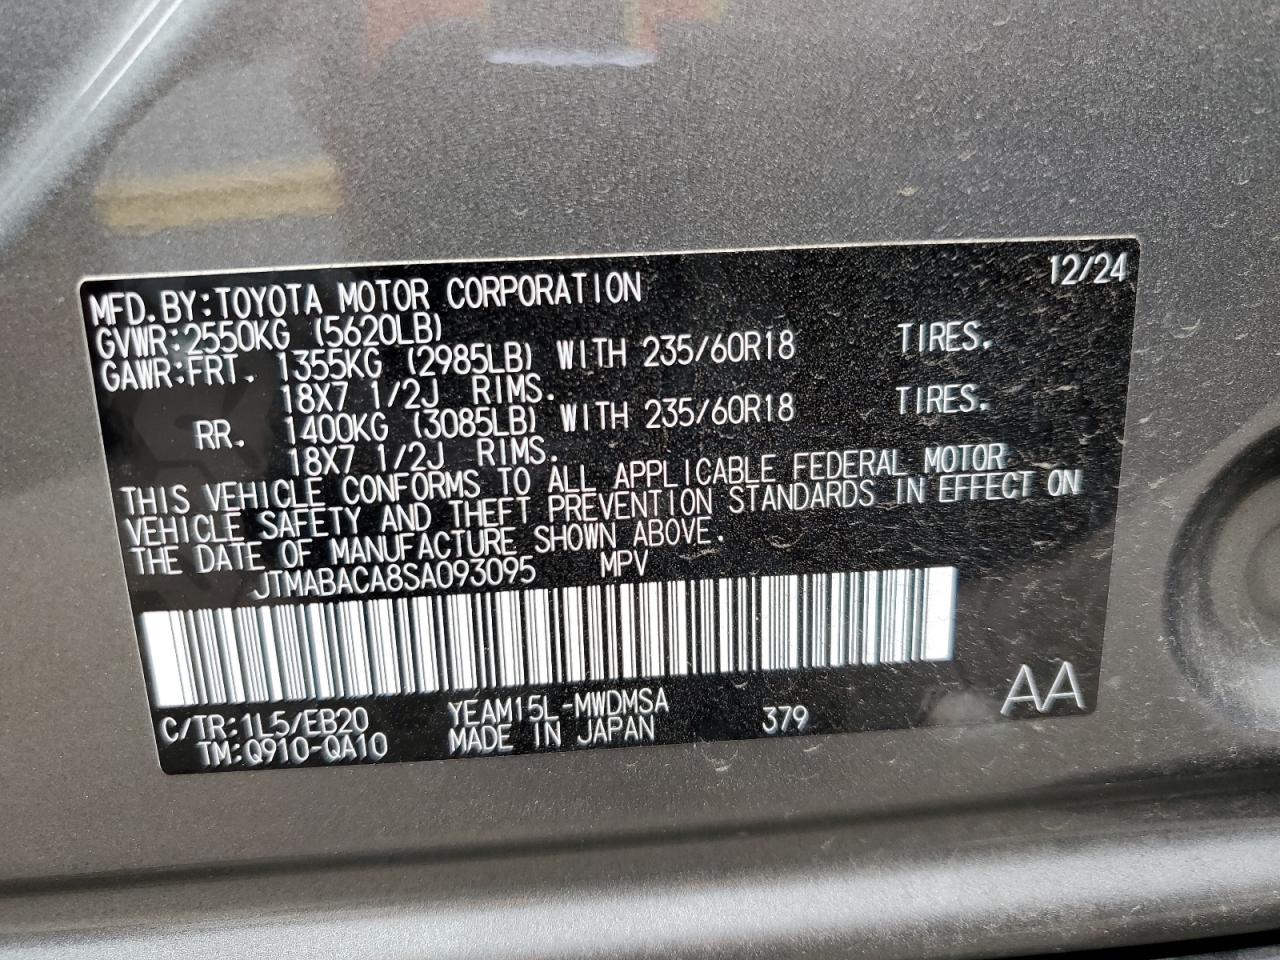 12/24
MFD.BY:TOYOTA MOTOR CORPORATION
GVWR:2550KG (5620LB)
GAWR:FRT. 1355KG (2985LB) WITH 235/60R18 TIRES.
18X7 1/2J RIMS.
RR. 1400KG (3085LB) WITH 235/60R18 TIRES.
18X7 1/2J RIMS.
THIS VEHICLE CONFORMS TO ALL APPLICABLE FEDERAL MOTOR
VEHICLE SAFETY AND THEFT PREVENTION STANDARDS IN EFFECT ON
THE DATE OF MANUFACTURE SHOWN ABOVE.
JTMABACA8SA093095 MPV
C/TR:1L5/EB20 YEAM15L-MWDMSA 379 AA
TM:Q910-QA10 MADE IN JAPAN